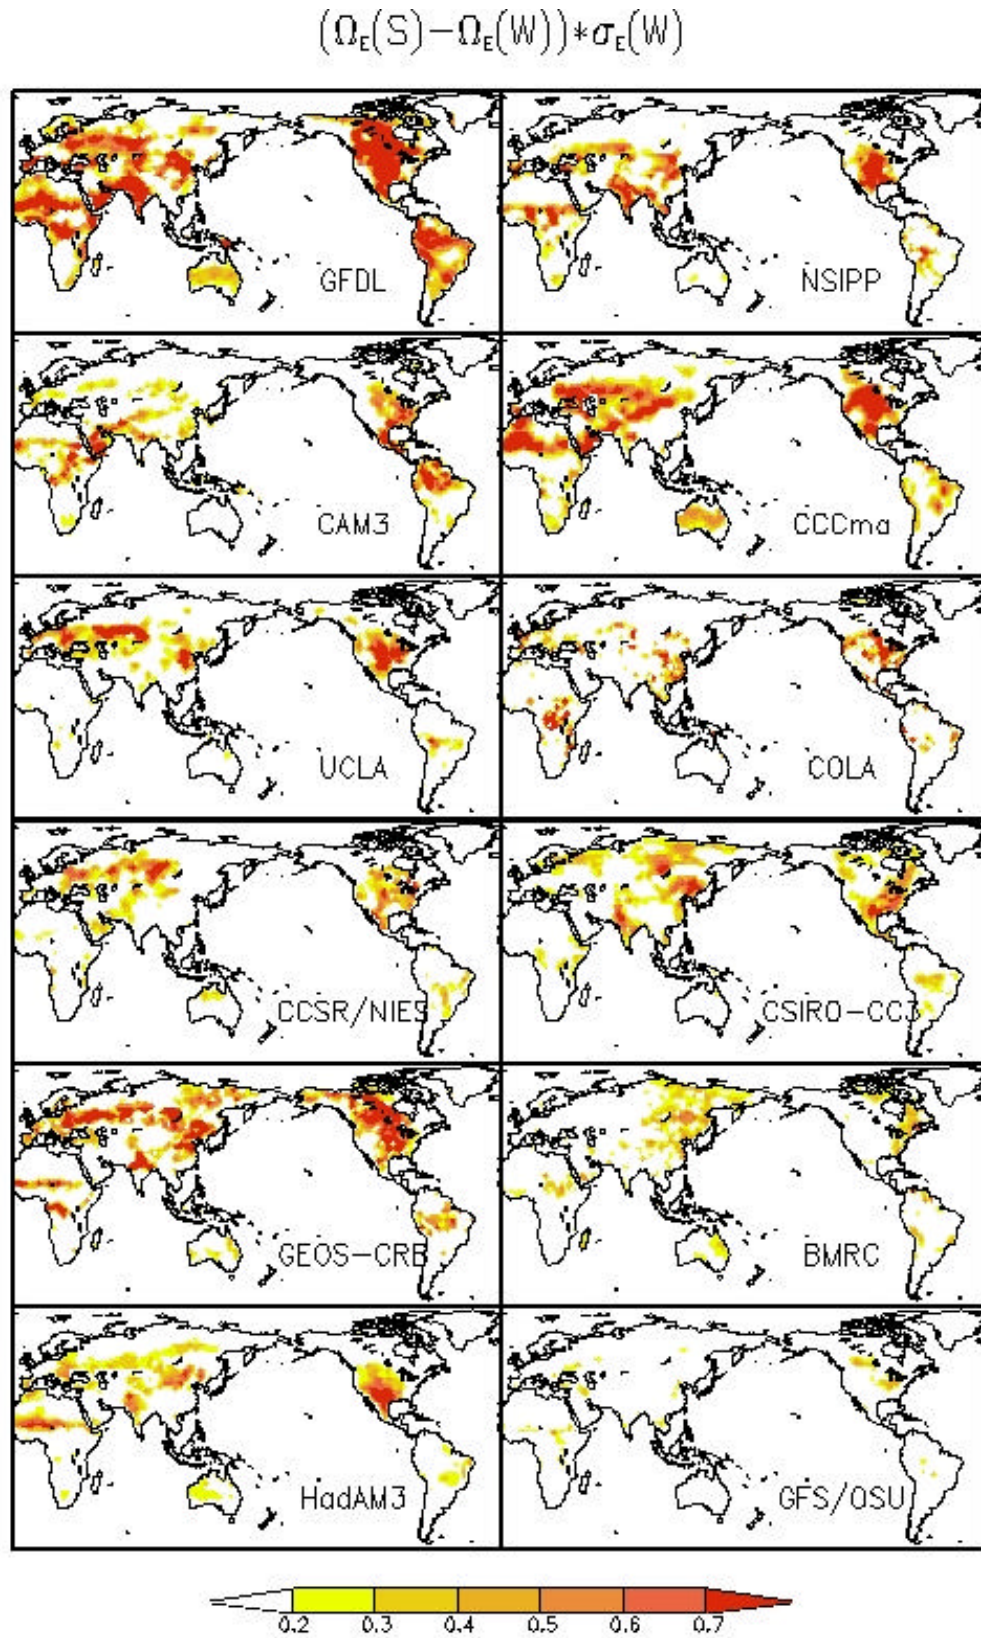 (Ω_E(S)−Ω_E(W))*σ_E(W)
GFDL
NSIPP
CAM3
CCCma
UCLA
COLA
CCSR/NIES
CSIRO−CC3
GEOS−CRB
BMRC
HadAM3
GFS/OSU
0.2 0.3 0.4 0.5 0.6 0.7